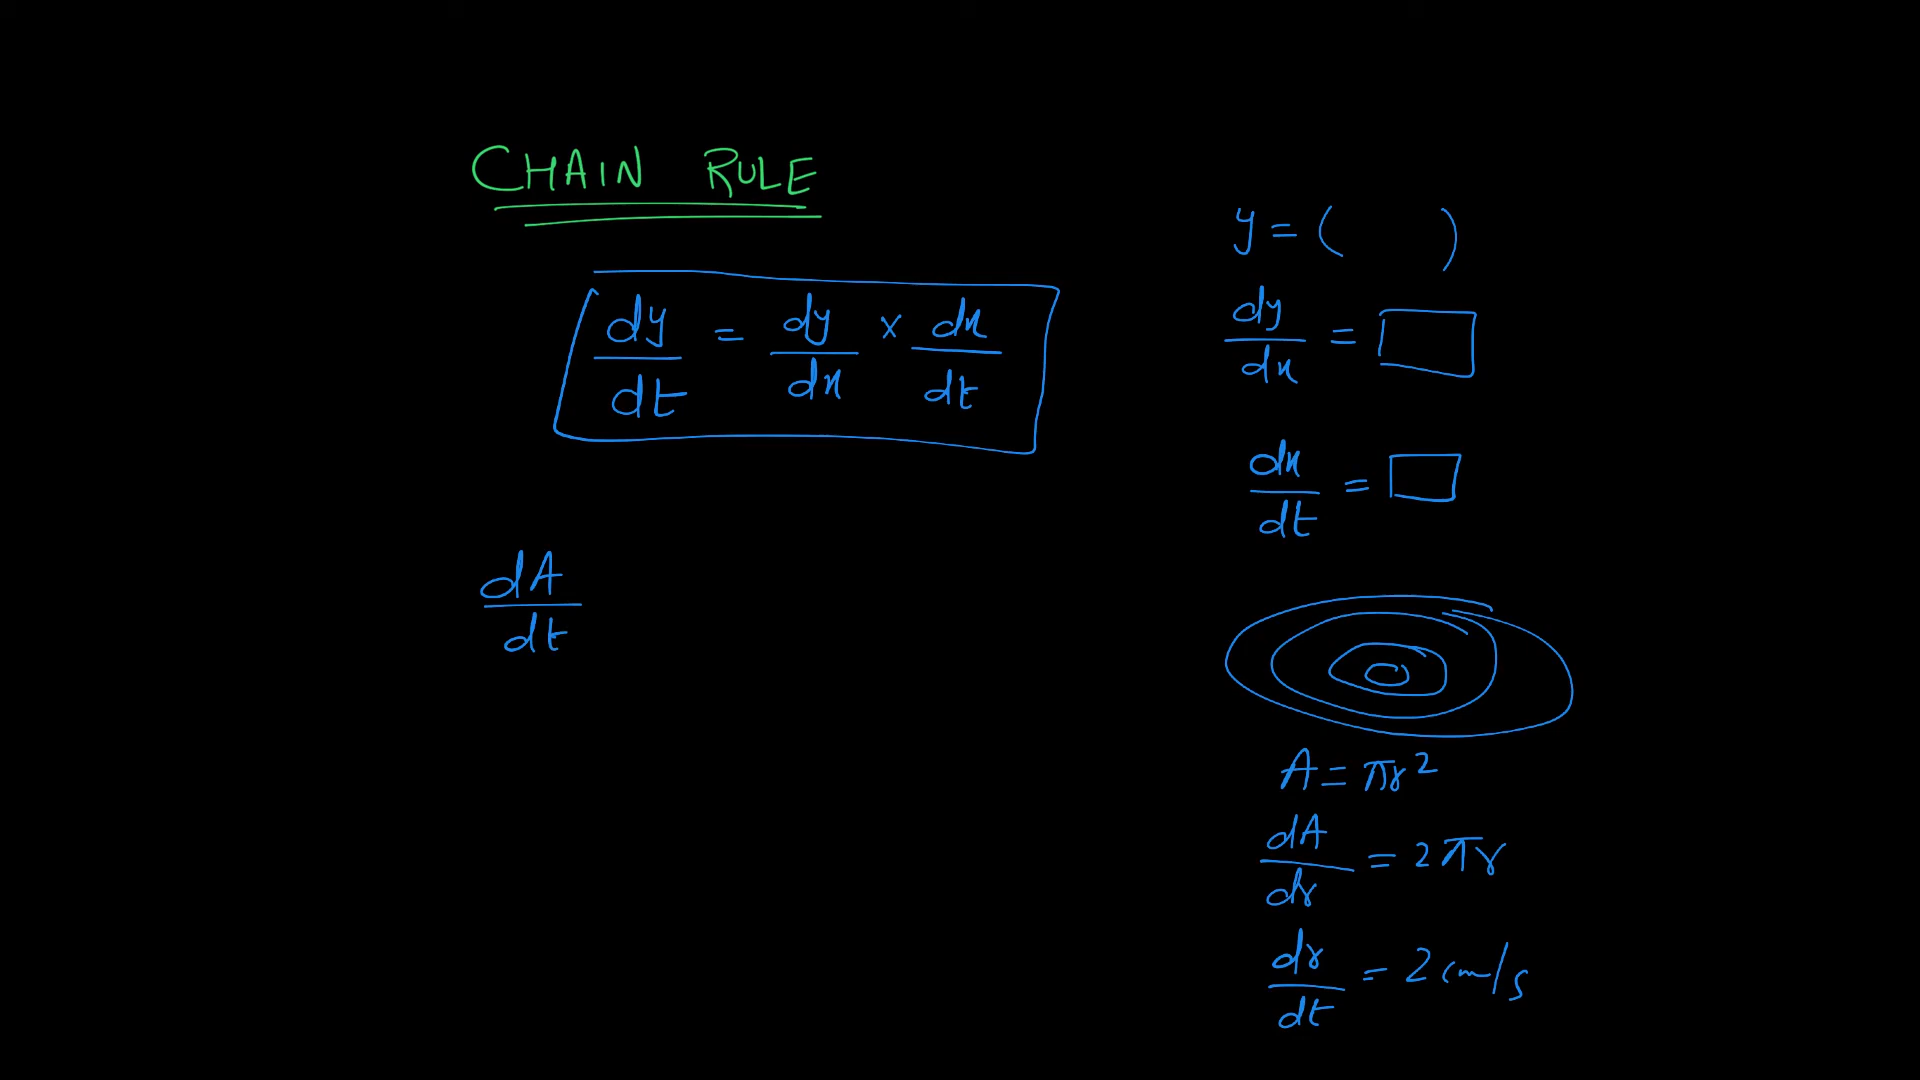 CHAIN RULE
dy/dt = dy/dx × dx/dt
dA/dt
y = ( )
dy/dx =
dx/dt =
A = πr²
dA/dr = 2πr
dr/dt = 2 cm/s